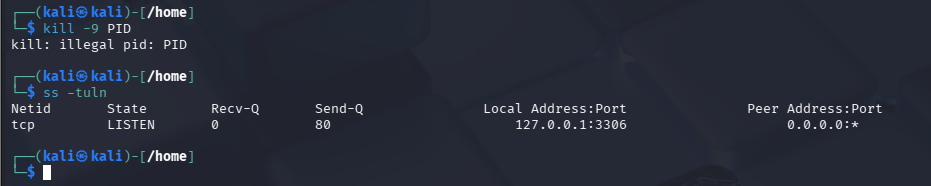 ┌──(kali㉿kali)-[/home]
└─$ kill -9 PID
kill: illegal pid: PID
┌──(kali㉿kali)-[/home]
└─$ ss -tuln
Netid State Recv-Q Send-Q Local Address:Port Peer Address:Port
tcp LISTEN 0 80 127.0.0.1:3306 0.0.0.0:*
┌──(kali㉿kali)-[/home]
└─$